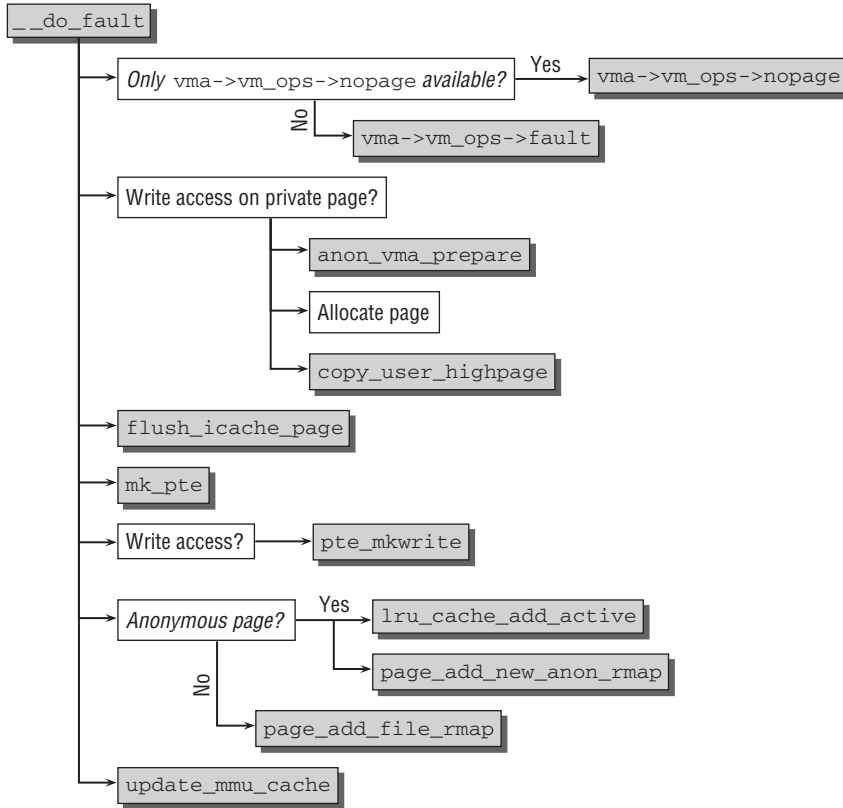 __do_fault
Only vma->vm_ops->nopage available?
Yes
vma->vm_ops->nopage
No
vma->vm_ops->fault
Write access on private page?
anon_vma_prepare
Allocate page
copy_user_highpage
flush_icache_page
mk_pte
Write access?
pte_mkwrite
Anonymous page?
Yes
lru_cache_add_active
page_add_new_anon_rmap
No
page_add_file_rmap
update_mmu_cache